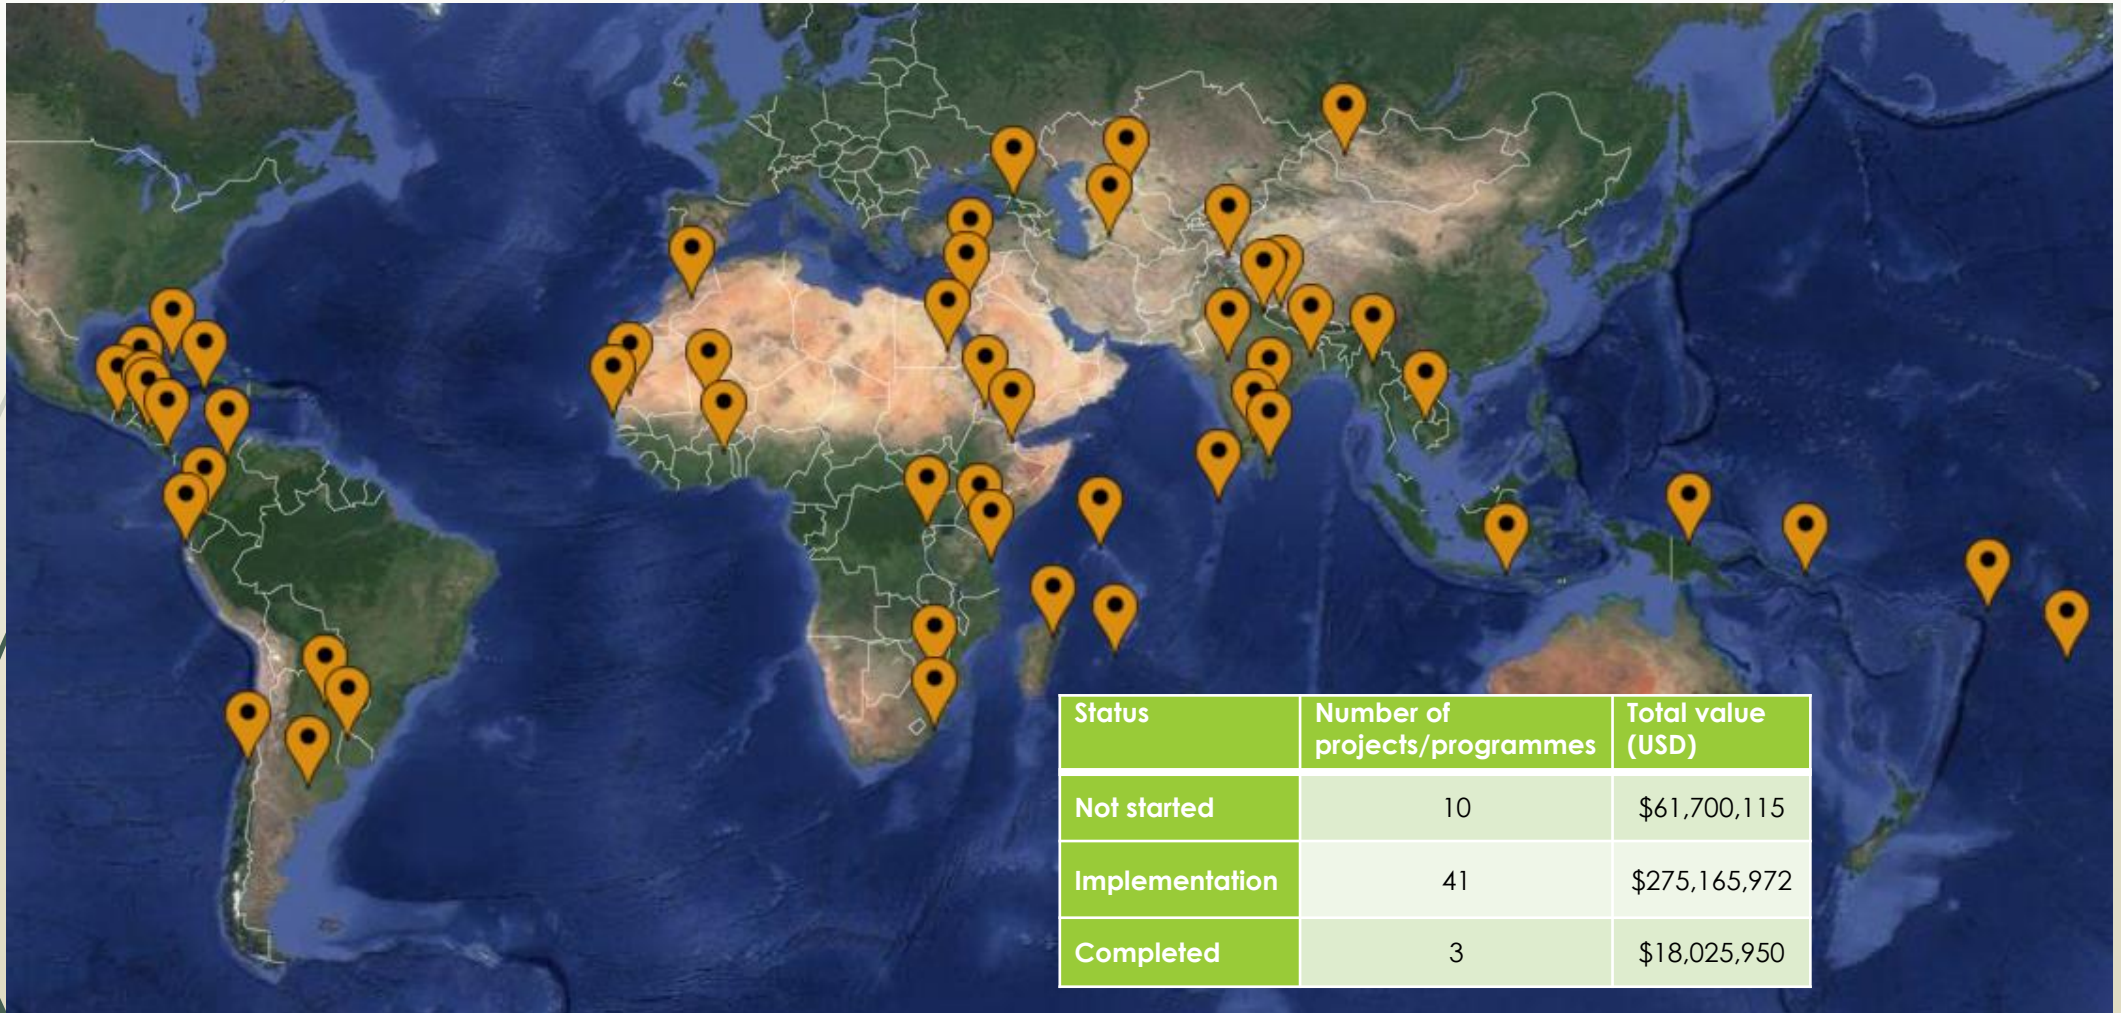 Status
Number of
projects/programmes
Total value
(USD)
Not started
10
$61,700,115
Implementation
41
$275,165,972
Completed
3
$18,025,950